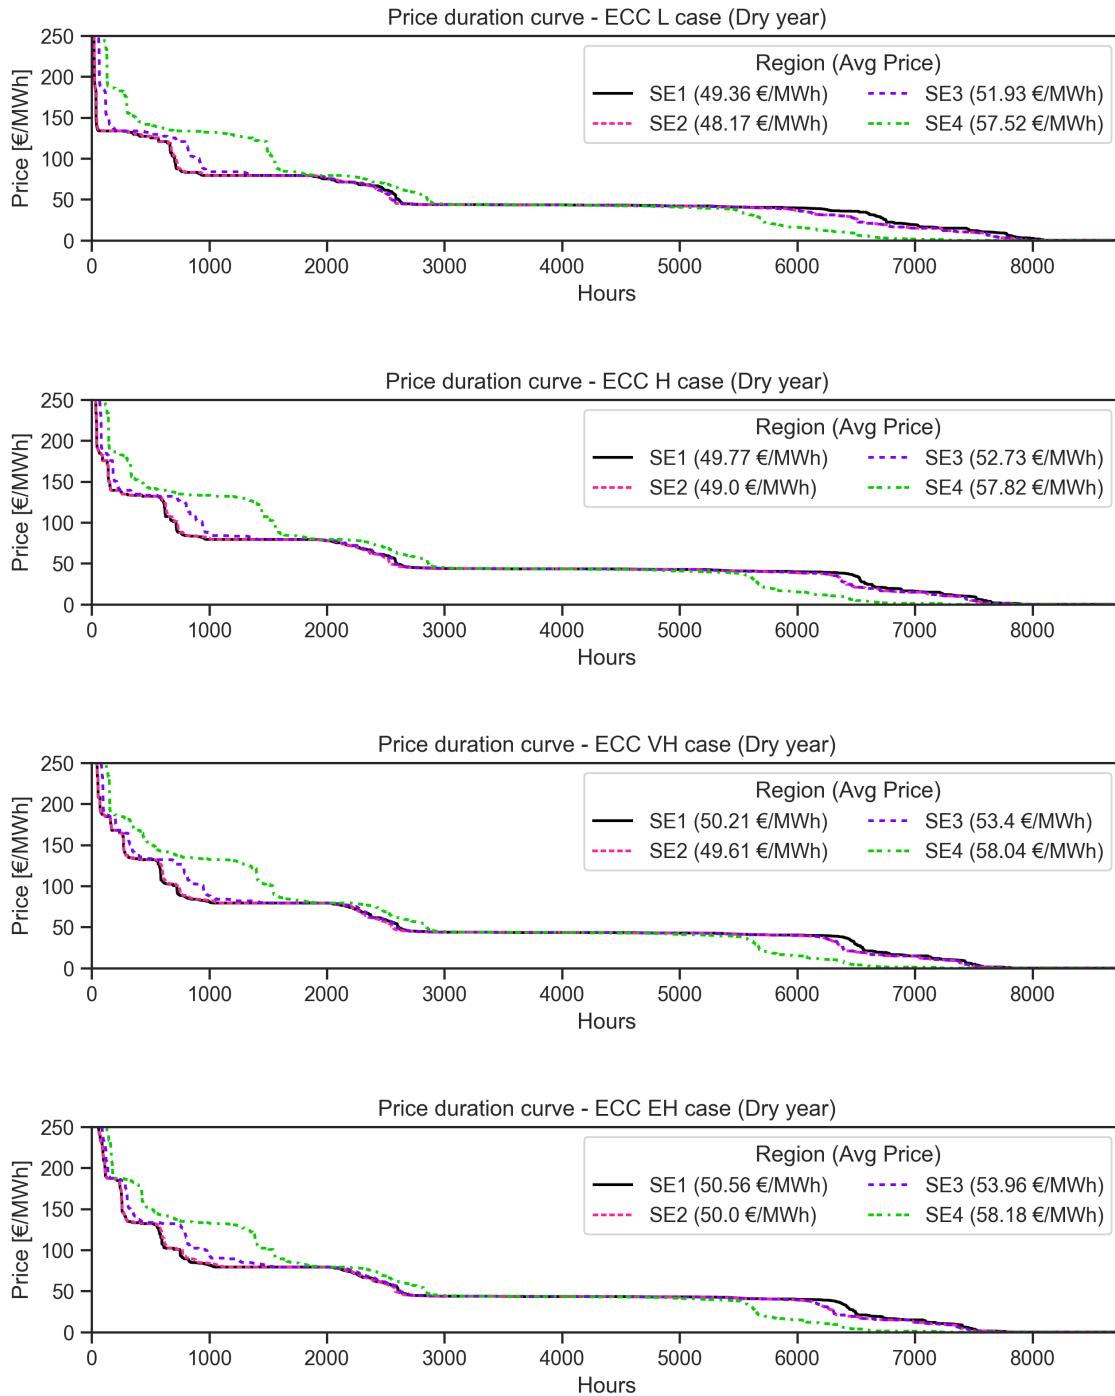 Price duration curve - ECC L case (Dry year)
250
200
150
100
50
0
Price [€/MWh]
Region (Avg Price)
SE1 (49.36 €/MWh)
SE3 (51.93 €/MWh)
SE2 (48.17 €/MWh)
SE4 (57.52 €/MWh)
0 1000 2000 3000 4000 5000 6000 7000 8000
Hours
Price duration curve - ECC H case (Dry year)
250
200
150
100
50
0
Price [€/MWh]
Region (Avg Price)
SE1 (49.77 €/MWh)
SE3 (52.73 €/MWh)
SE2 (49.0 €/MWh)
SE4 (57.82 €/MWh)
0 1000 2000 3000 4000 5000 6000 7000 8000
Hours
Price duration curve - ECC VH case (Dry year)
250
200
150
100
50
0
Price [€/MWh]
Region (Avg Price)
SE1 (50.21 €/MWh)
SE3 (53.4 €/MWh)
SE2 (49.61 €/MWh)
SE4 (58.04 €/MWh)
0 1000 2000 3000 4000 5000 6000 7000 8000
Hours
Price duration curve - ECC EH case (Dry year)
250
200
150
100
50
0
Price [€/MWh]
Region (Avg Price)
SE1 (50.56 €/MWh)
SE3 (53.96 €/MWh)
SE2 (50.0 €/MWh)
SE4 (58.18 €/MWh)
0 1000 2000 3000 4000 5000 6000 7000 8000
Hours